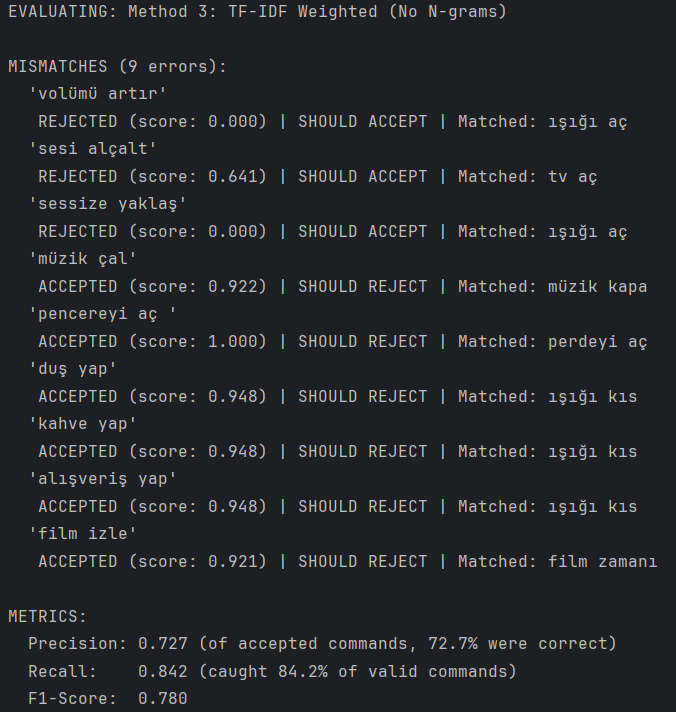 EVALUATING: Method 3: TF-IDF Weighted (No N-grams)
MISMATCHES (9 errors):
'volümü artır'
REJECTED (score: 0.000) | SHOULD ACCEPT | Matched: ışığı aç
'sesi alçalt'
REJECTED (score: 0.641) | SHOULD ACCEPT | Matched: tv aç
'sessize yaklaş'
REJECTED (score: 0.000) | SHOULD ACCEPT | Matched: ışığı aç
'müzik çal'
ACCEPTED (score: 0.922) | SHOULD REJECT | Matched: müzik kapa
'pencereyi aç '
ACCEPTED (score: 1.000) | SHOULD REJECT | Matched: perdeyi aç
'duş yap'
ACCEPTED (score: 0.948) | SHOULD REJECT | Matched: ışığı kıs
'kahve yap'
ACCEPTED (score: 0.948) | SHOULD REJECT | Matched: ışığı kıs
'alışveriş yap'
ACCEPTED (score: 0.948) | SHOULD REJECT | Matched: ışığı kıs
'film izle'
ACCEPTED (score: 0.921) | SHOULD REJECT | Matched: film zamanı
METRICS:
Precision: 0.727 (of accepted commands, 72.7% were correct)
Recall: 0.842 (caught 84.2% of valid commands)
F1-Score: 0.780